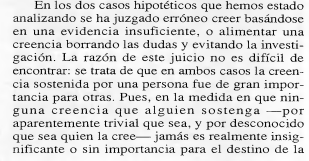 En los dos casos hipotéticos que hemos estado
analizando se ha juzgado erróneo creer basándose
en una evidencia insuficiente, o alimentar una
creencia borrando las dudas y evitando la investi-
gación. La razón de este juicio no es difícil de
encontrar: se trata de que en ambos casos la creen-
cia sostenida por una persona fue de gran impor-
tancia para otras. Pues, en la medida en que nin-
guna creencia que alguien sostenga —por
aparentemente trivial que sea, y por desconocido
que sea quien la cree— jamás es realmente insig-
nificante o sin importancia para el destino de la